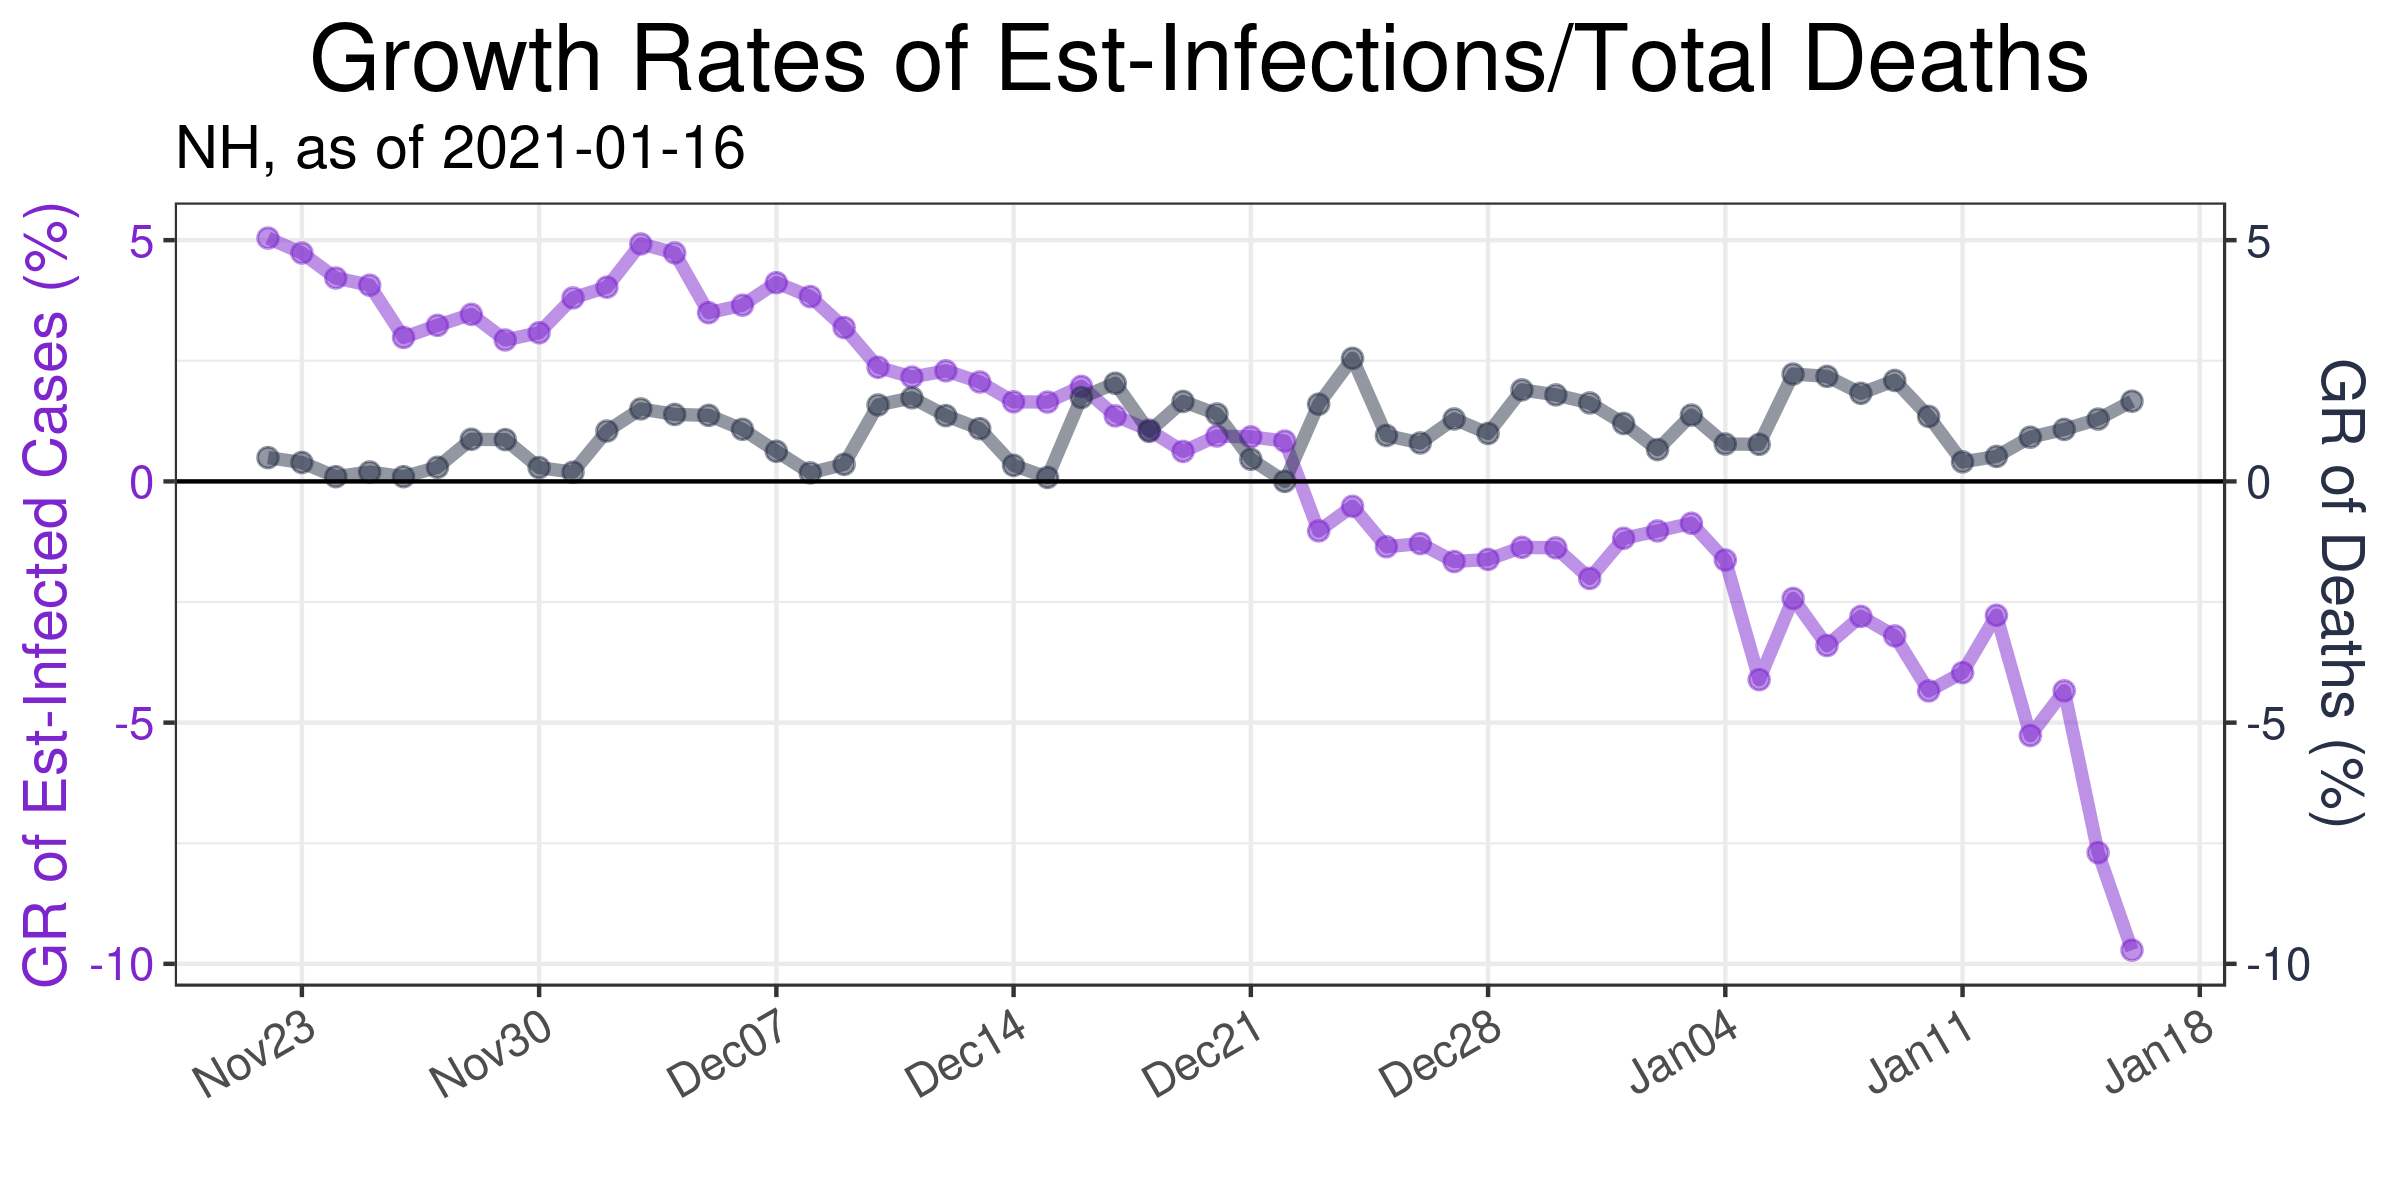 Growth Rates of Est-Infections/Total Deaths
NH, as of 2021-01-16
GR of Est-Infected Cases (%)
5
0
-5
-10
5
0
-5
-10
GR of Deaths (%)
Nov23
Nov30
Dec07
Dec14
Dec21
Dec28
Jan04
Jan11
Jan18